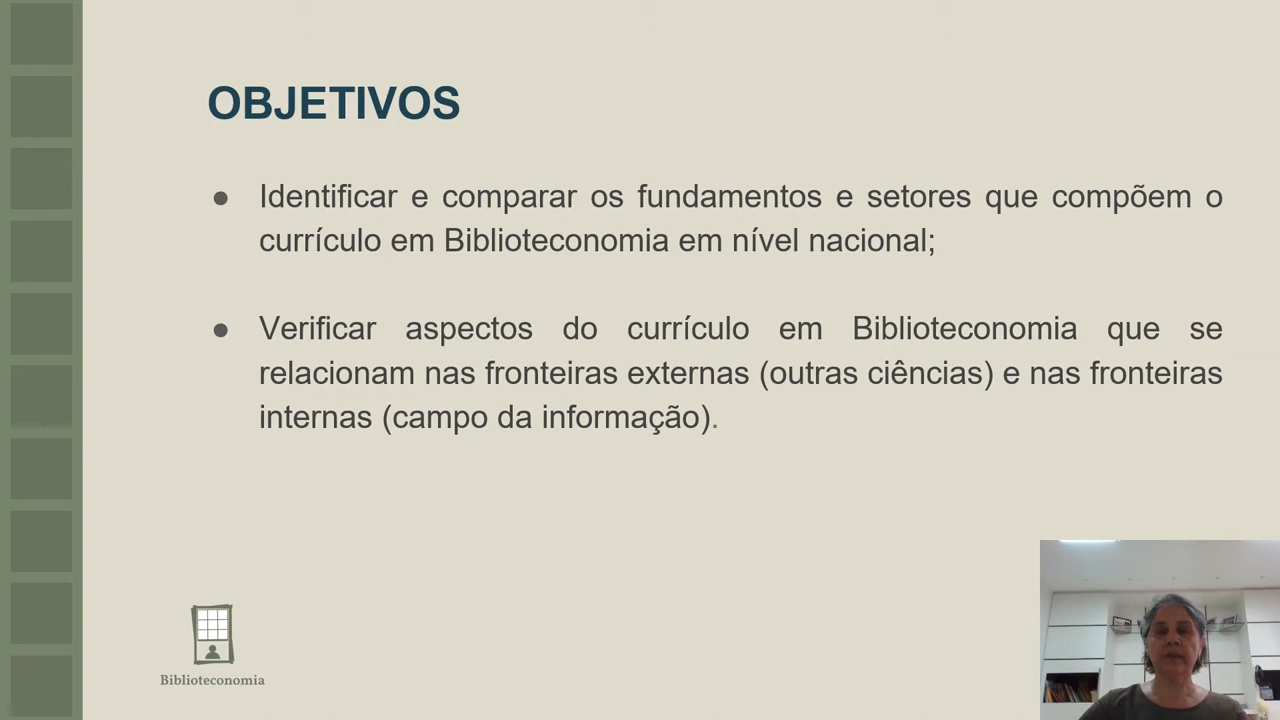 OBJETIVOS
● Identificar e comparar os fundamentos e setores que compõem o
currículo em Biblioteconomia em nível nacional;
● Verificar aspectos do currículo em Biblioteconomia que se
relacionam nas fronteiras externas (outras ciências) e nas fronteiras
internas (campo da informação).
Biblioteconomia